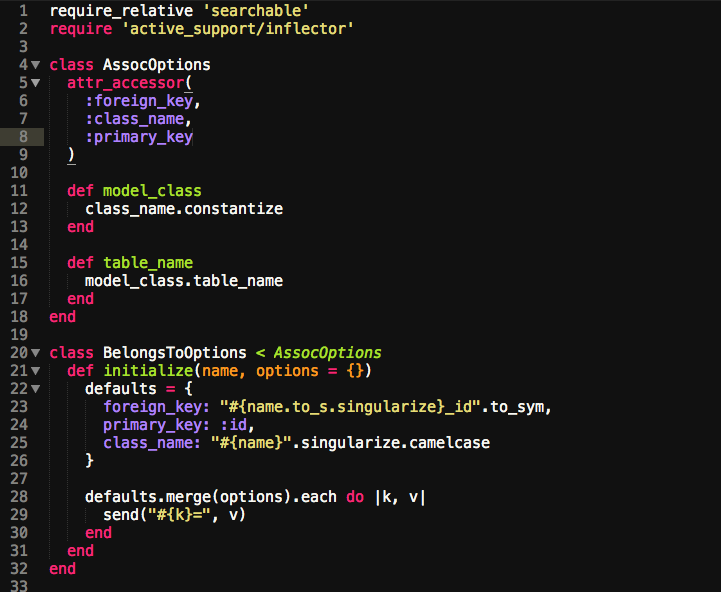 1 require_relative 'searchable'
2 require 'active_support/inflector'
3
4 class AssocOptions
5 attr_accessor(
6 :foreign_key,
7 :class_name,
8 :primary_key
9 )
10
11 def model_class
12 class_name.constantize
13 end
14
15 def table_name
16 model_class.table_name
17 end
18 end
19
20 class BelongsToOptions < AssocOptions
21 def initialize(name, options = {})
22 defaults = {
23 foreign_key: "#{name.to_s.singularize}_id".to_sym,
24 primary_key: :id,
25 class_name: "#{name}".singularize.camelcase
26 }
27
28 defaults.merge(options).each do |k, v|
29 send("#{k}=", v)
30 end
31 end
32 end
33